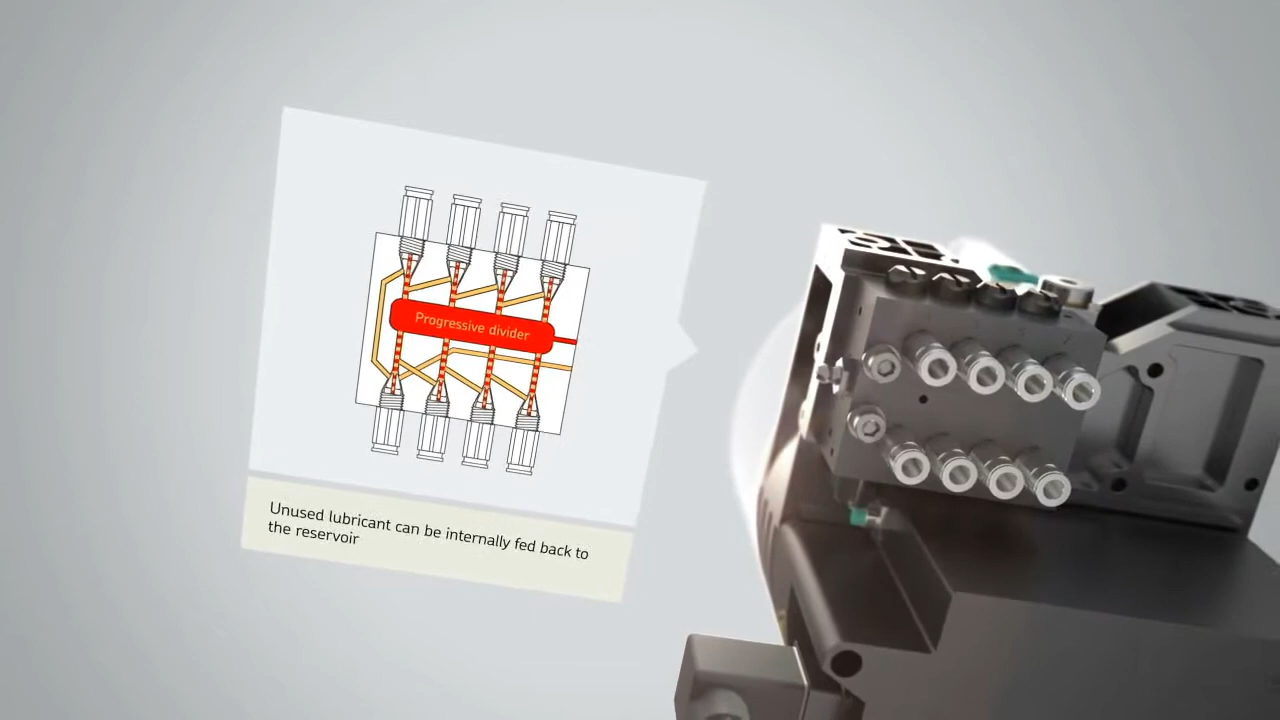 Progressive divider
Unused lubricant can be internally fed back to
the reservoir